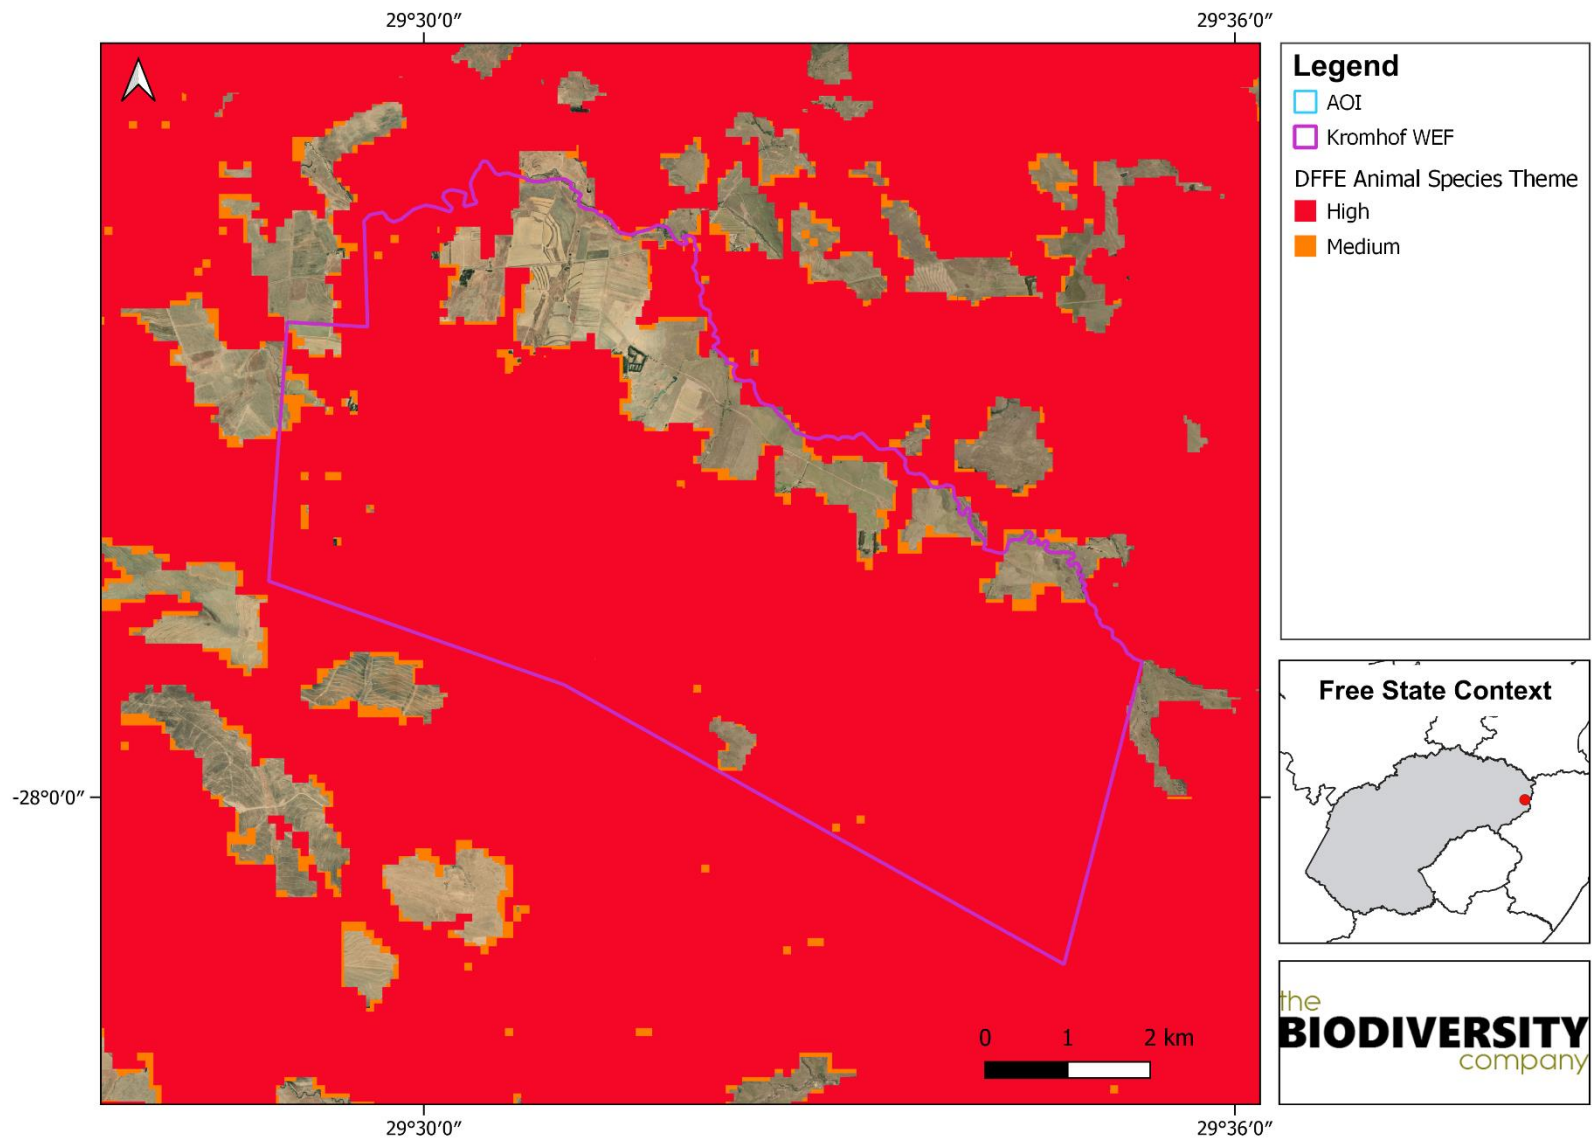 29°30′0″ 29°36′0″
Legend
AOI
Kromhof WEF
DFFE Animal Species Theme
High
Medium
Free State Context
-28°0′0″
0 1 2 km
the
BIODIVERSITY
company
29°30′0″ 29°36′0″